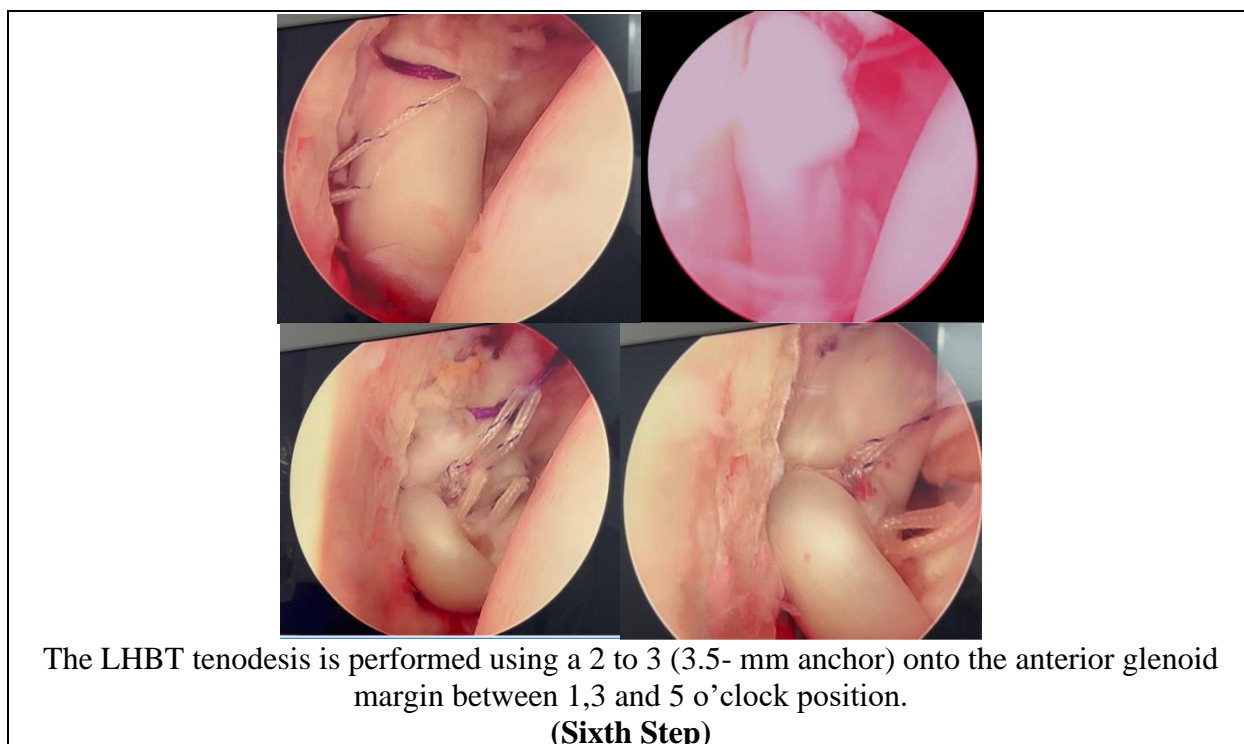 The LHBT tenodesis is performed using a 2 to 3 (3.5- mm anchor) onto the anterior glenoid
margin between 1,3 and 5 o’clock position.
(Sixth Step)